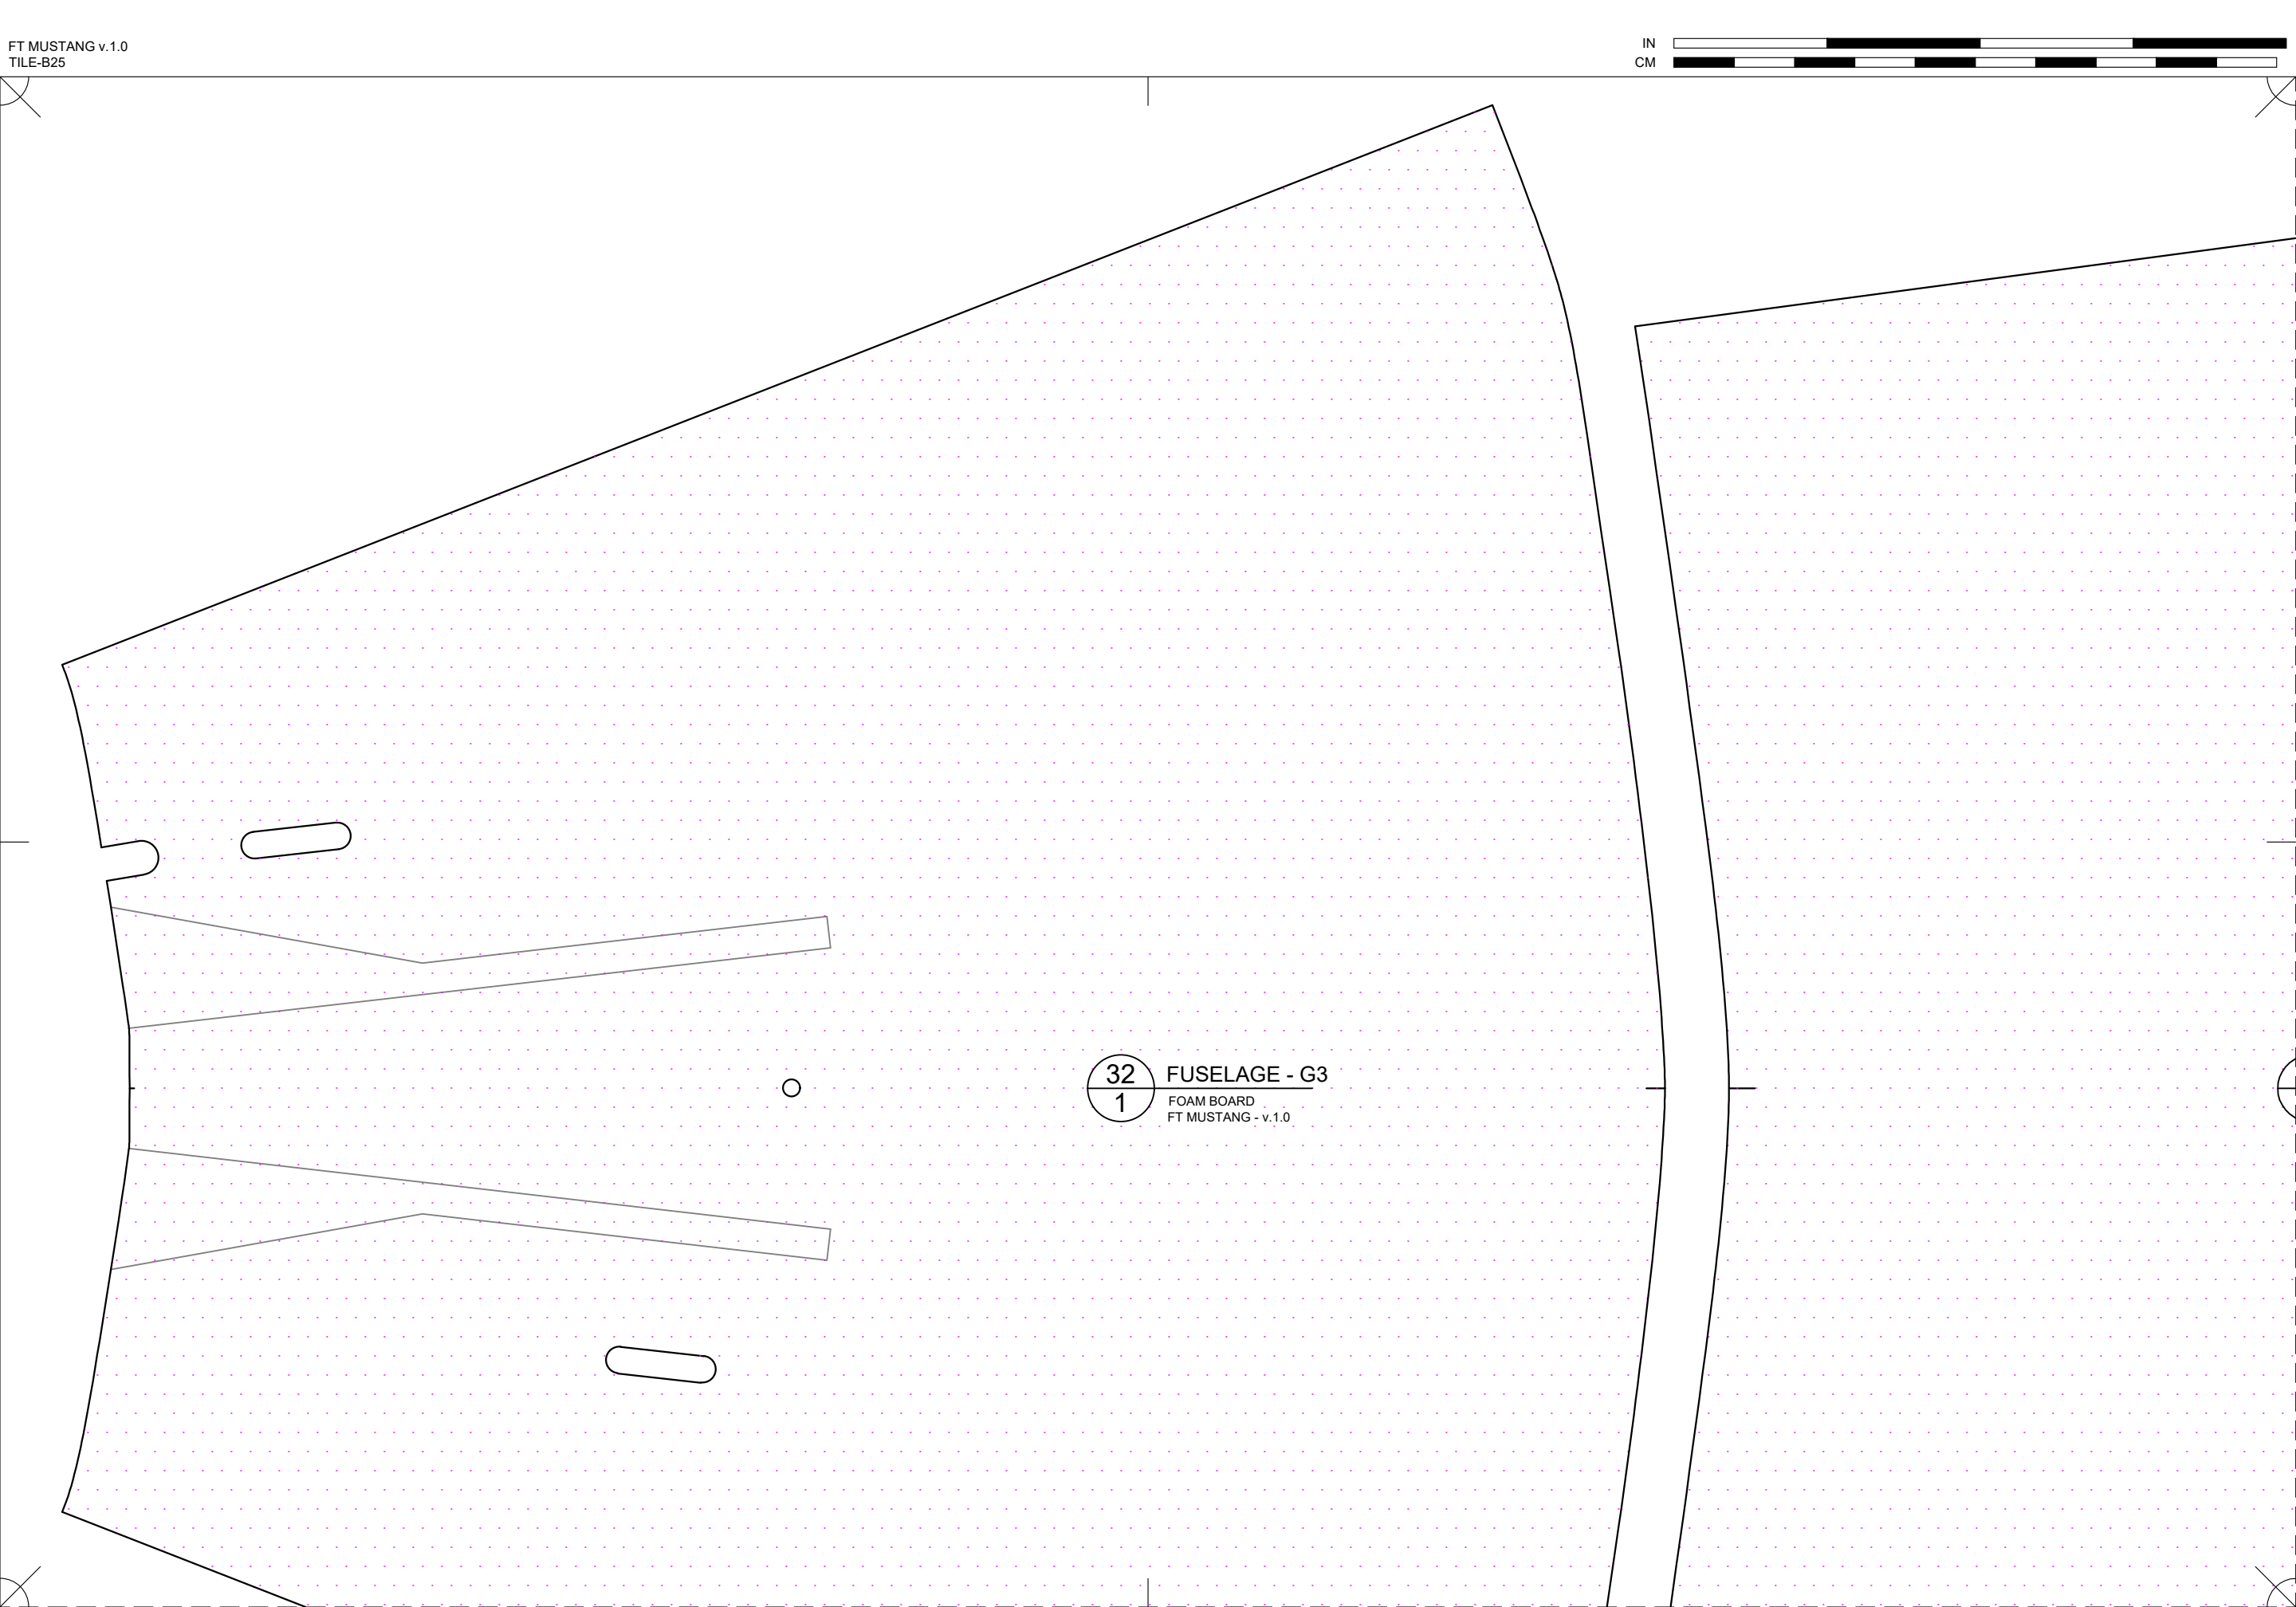 FT MUSTANG v.1.0
TILE-B25
IN
CM
32
1
FUSELAGE - G3
FOAM BOARD
FT MUSTANG - v.1.0